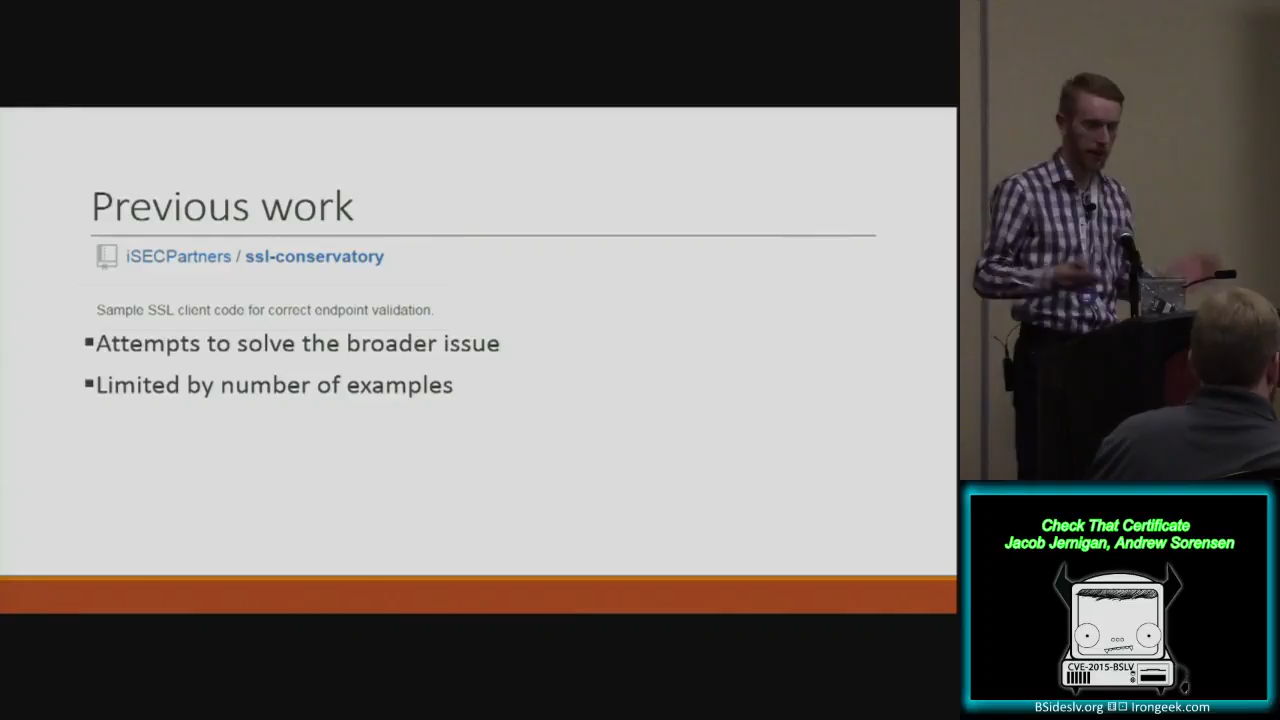 Previous work
iSECPartners / ssl-conservatory
Sample SSL client code for correct endpoint validation.
▪Attempts to solve the broader issue
▪Limited by number of examples
Check That Certificate
Jacob Jernigan, Andrew Sorensen
CVE-2015-BSLV
BSideslv.org Irongeek.com